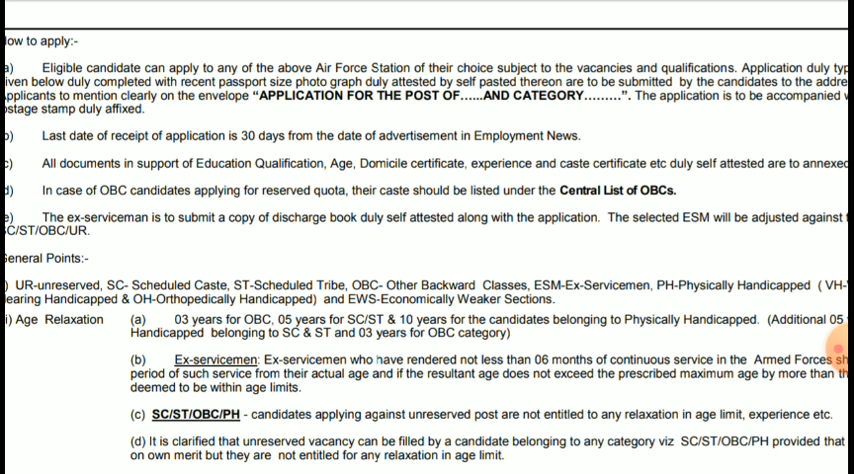 to apply:-
Eligible candidate can apply to any of the above Air Force Station of their choice subject to the vacancies and qualifications. Application duly
below duly completed with recent passport size photo graph duly attested by self pasted thereon are to be submitted by the candidates to the
to mention clearly on the envelope “APPLICATION FOR THE POST OF......AND CATEGORY.........”. The application is to be accompanied
stamp duly affixed.
Last date of receipt of application is 30 days from the date of advertisement in Employment News.
All documents in support of Education Qualification, Age, Domicile certificate, experience and caste certificate etc duly self attested are to annexed
In case of OBC candidates applying for reserved quota, their caste should be listed under the Central List of OBCs.
The ex-serviceman is to submit a copy of discharge book duly self attested along with the application. The selected ESM will be adjusted against
C/ST/OBC/UR.
General Points:-
) UR-unreserved, SC- Scheduled Caste, ST-Scheduled Tribe, OBC- Other Backward Classes, ESM-Ex-Servicemen, PH-Physically Handicapped ( VH-
Handicapped & OH-Orthopedically Handicapped) and EWS-Economically Weaker Sections.
i) Age Relaxation (a) 03 years for OBC, 05 years for SC/ST & 10 years for the candidates belonging to Physically Handicapped. (Additional 05
Handicapped belonging to SC & ST and 03 years for OBC category)
(b) Ex-servicemen: Ex-servicemen who have rendered not less than 06 months of continuous service in the Armed Forces
period of such service from their actual age and if the resultant age does not exceed the prescribed maximum age by more than
deemed to be within age limits.
(c) SC/ST/OBC/PH - candidates applying against unreserved post are not entitled to any relaxation in age limit, experience etc.
(d) It is clarified that unreserved vacancy can be filled by a candidate belonging to any category viz SC/ST/OBC/PH provided that
on own merit but they are not entitled for any relaxation in age limit.